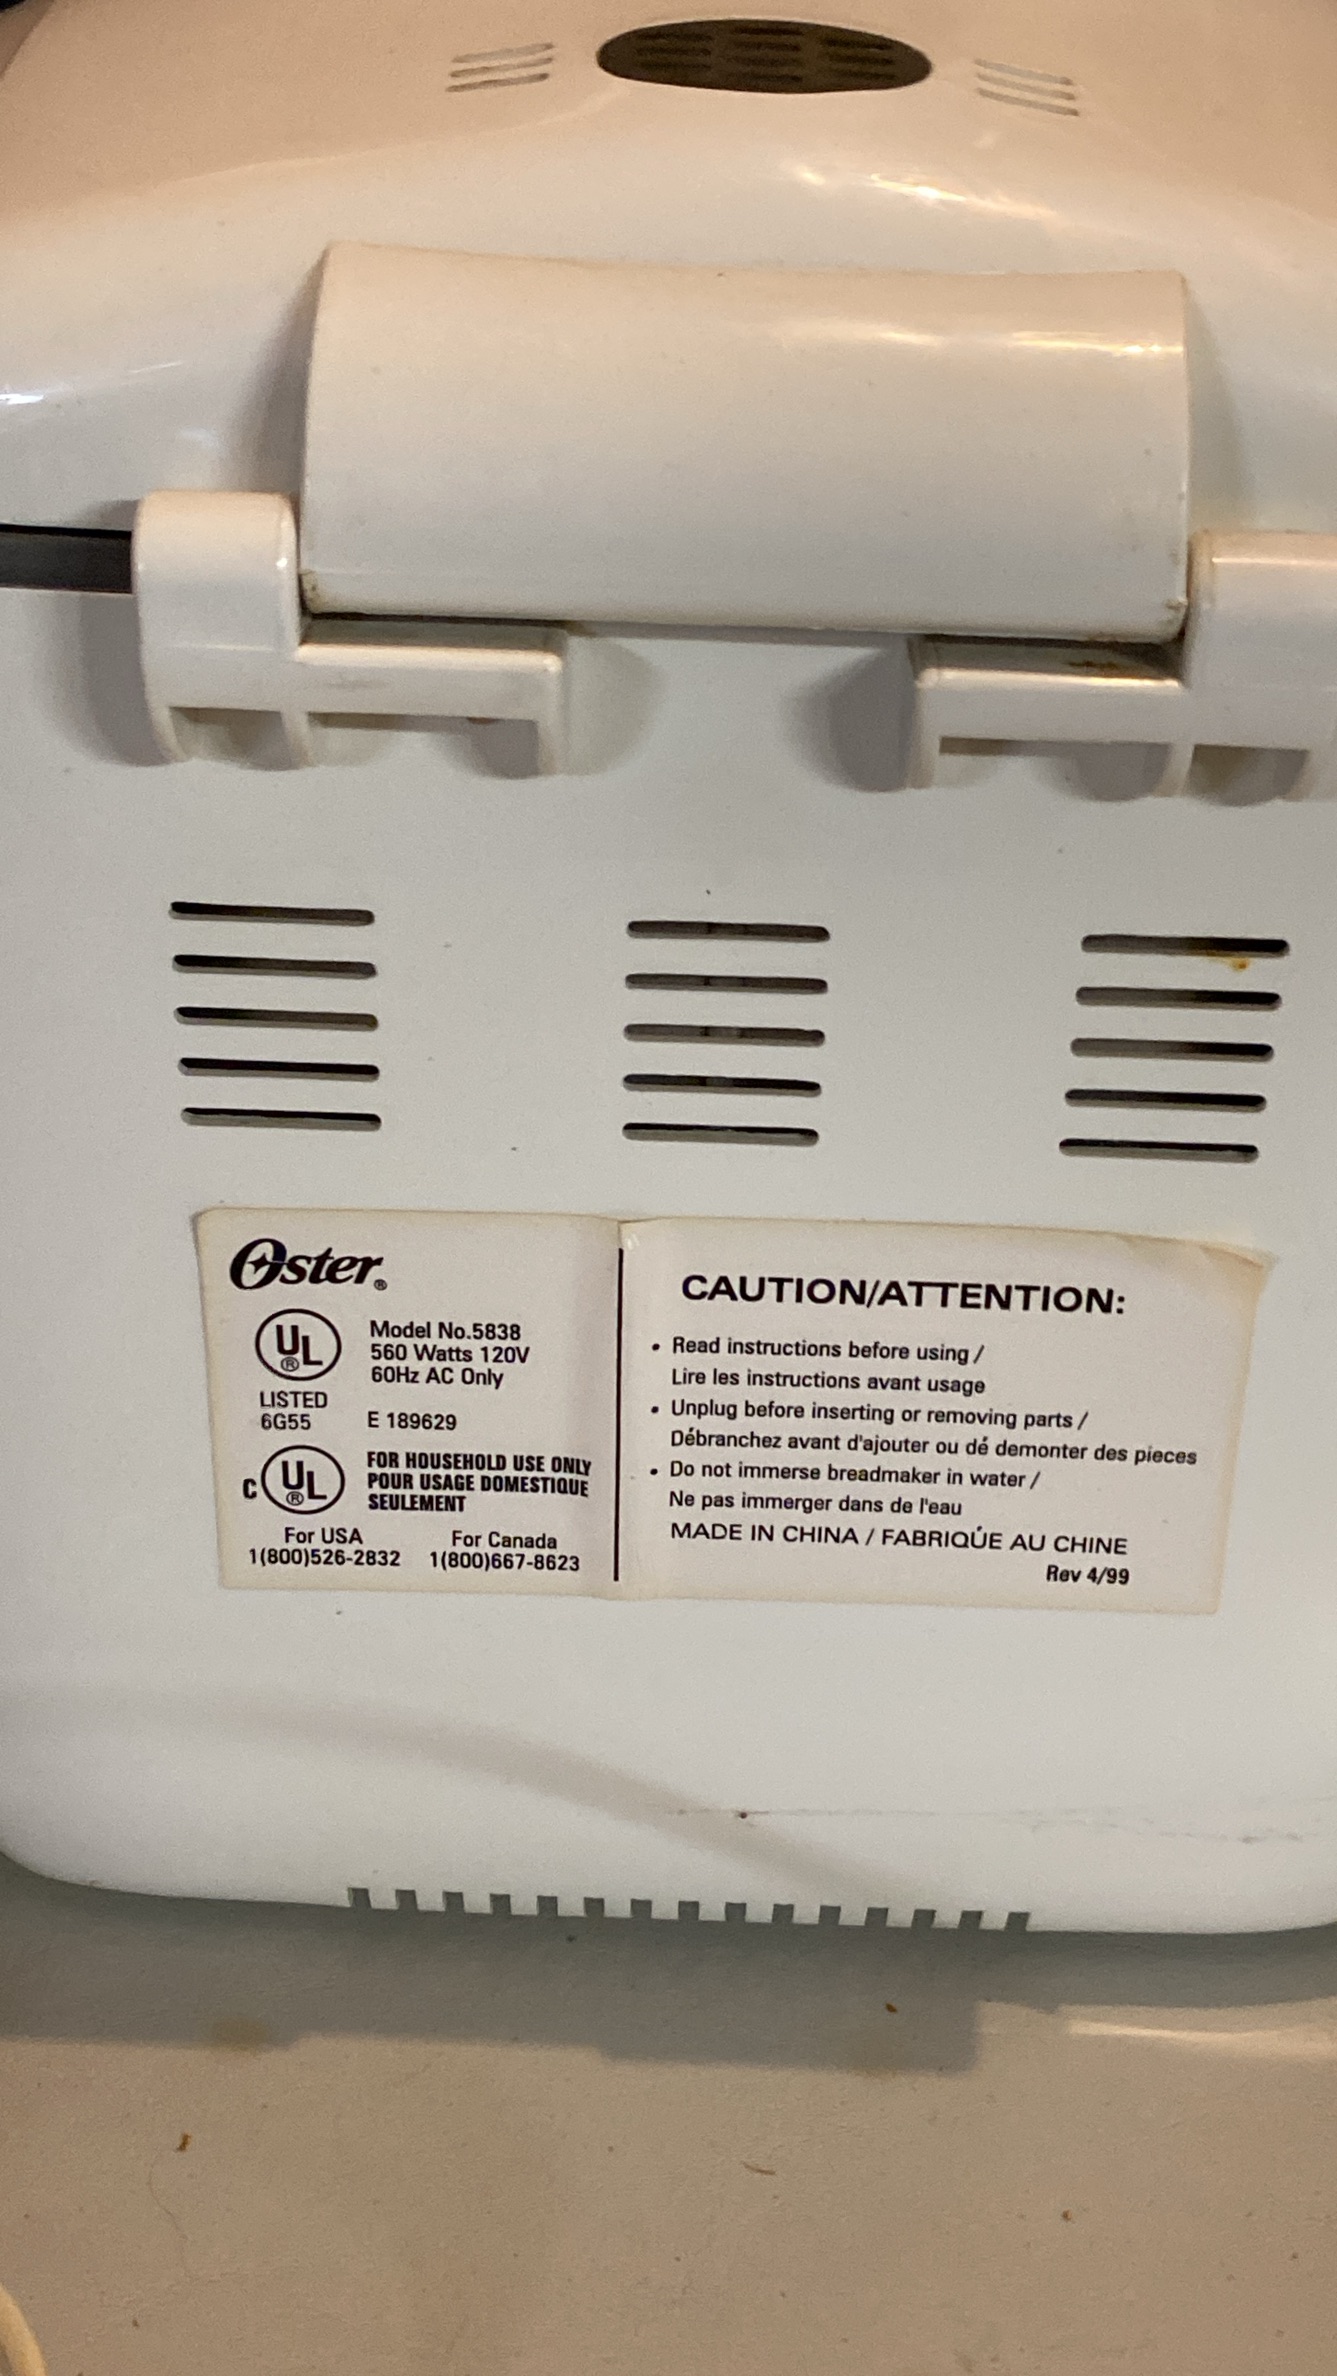 Oster®
UL®
LISTED
6G55
Model No.5838
560 Watts 120V
60Hz AC Only
E 189629
C UL®
FOR HOUSEHOLD USE ONLY
POUR USAGE DOMESTIQUE
SEULEMENT
For USA
1(800)526-2832
For Canada
1(800)667-8623
CAUTION/ATTENTION:
• Read instructions before using /
Lire les instructions avant usage
• Unplug before inserting or removing parts /
Débranchez avant d'ajouter ou dé demonter des pieces
• Do not immerse breadmaker in water /
Ne pas immerger dans de l'eau
MADE IN CHINA / FABRIQÚE AU CHINE
Rev 4/99